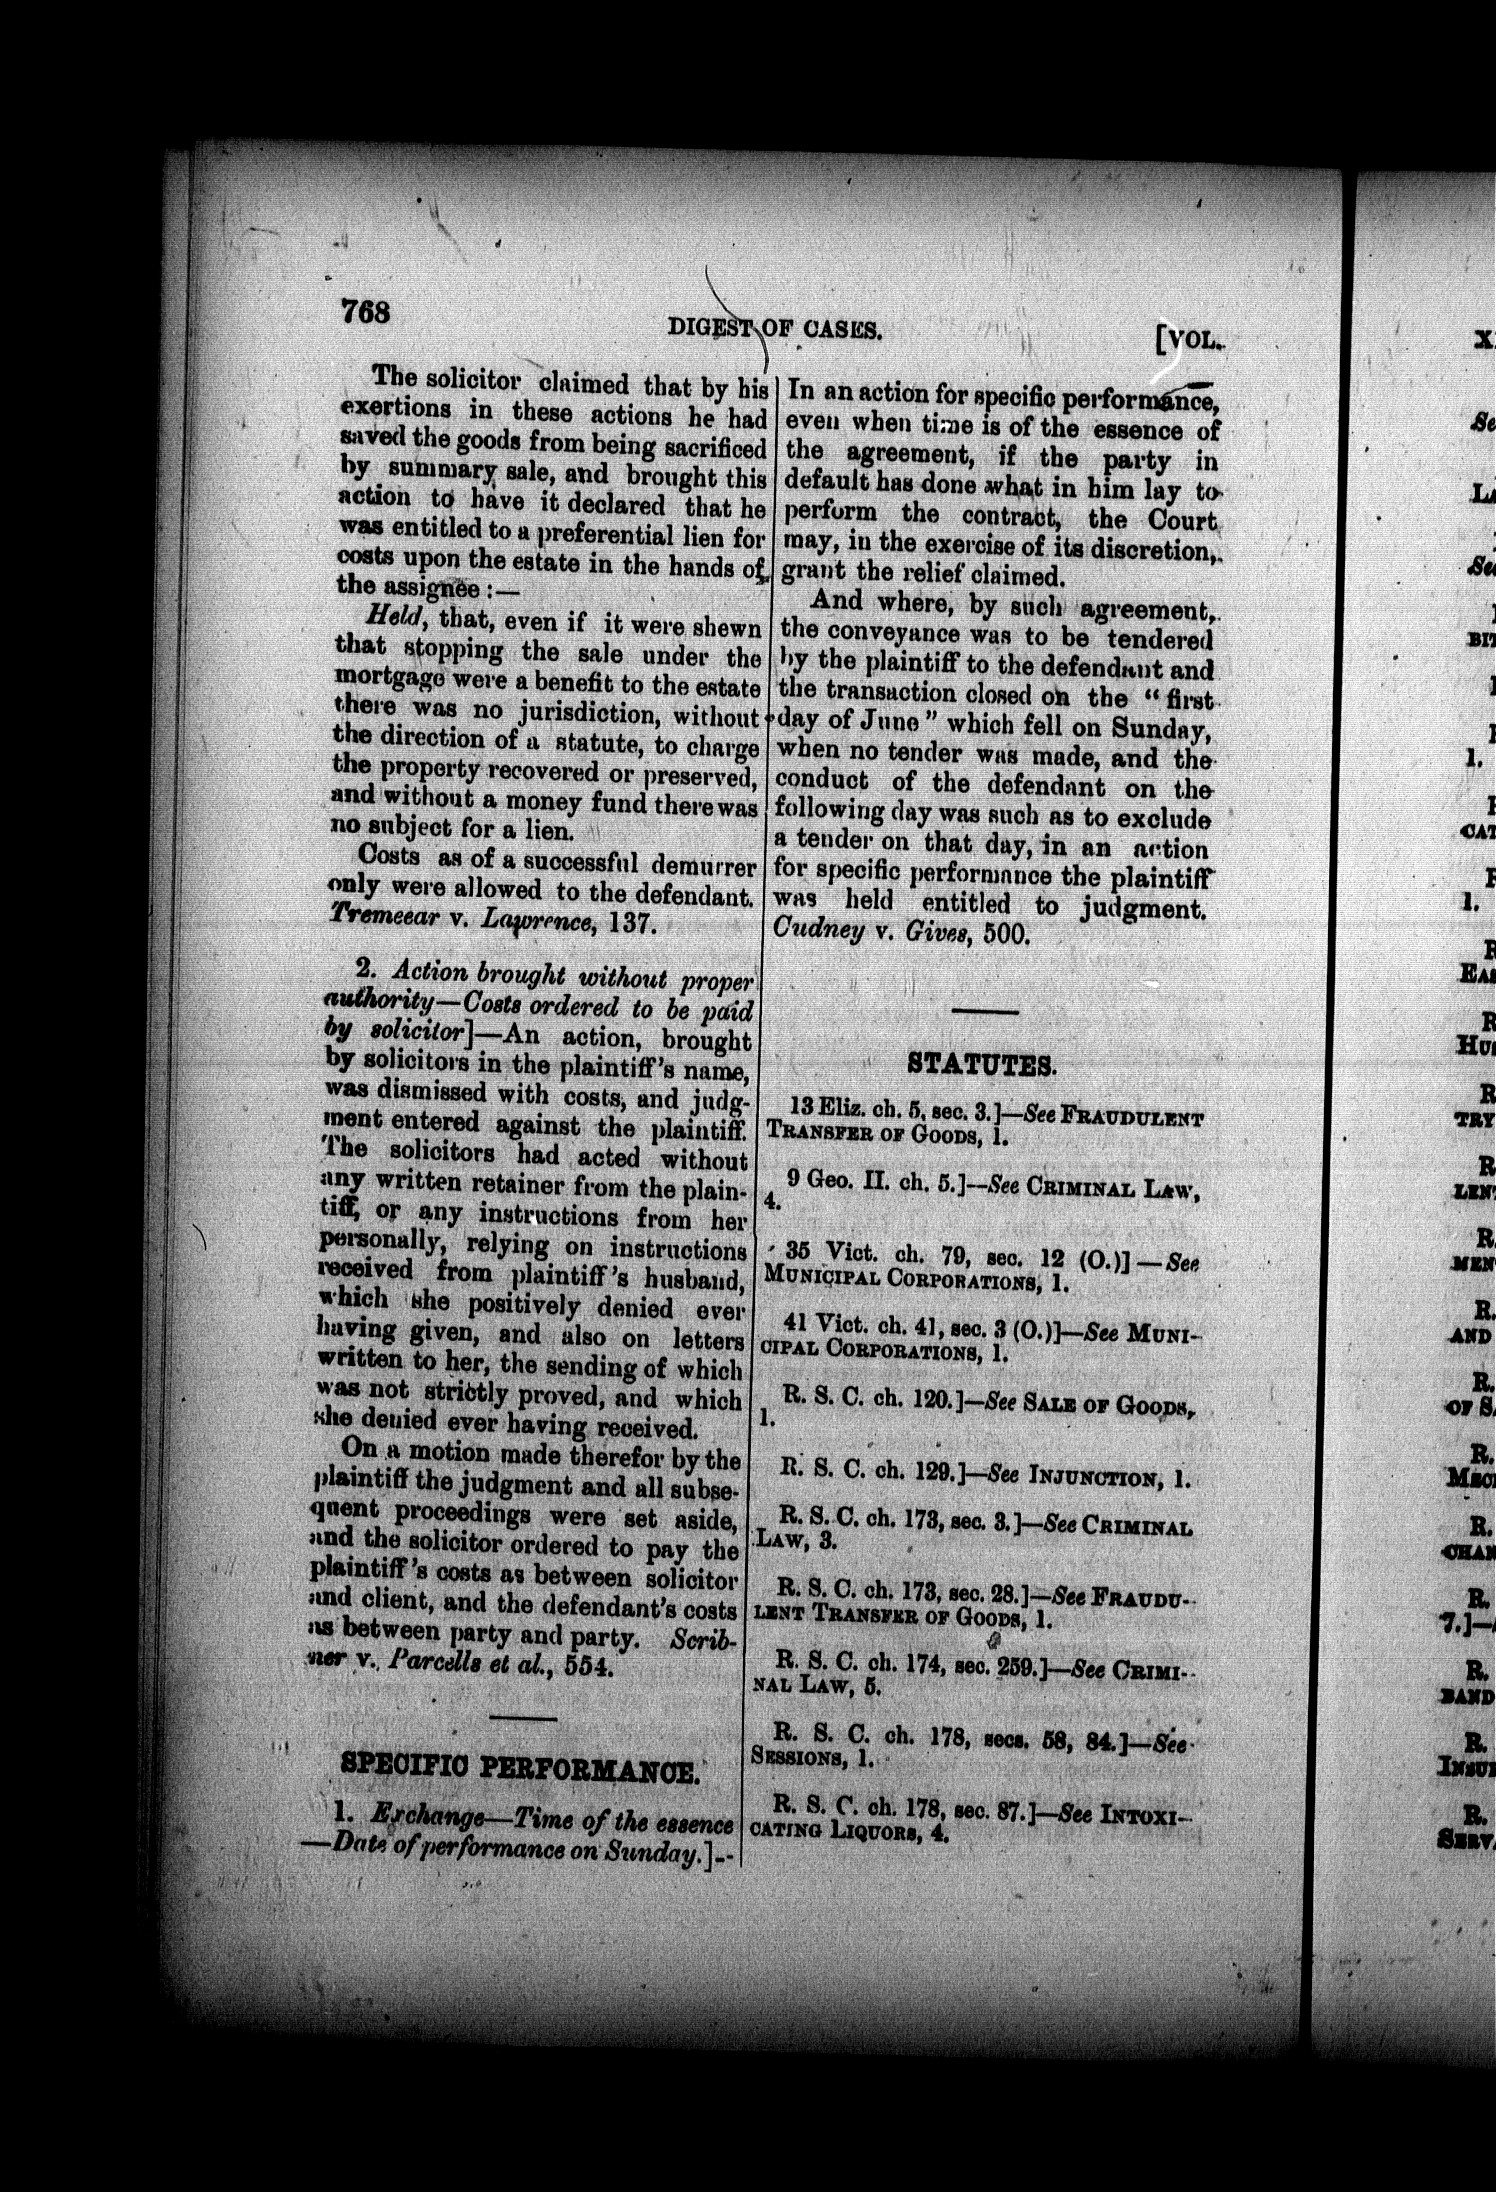 768
DIGEST OF CASES.
[VOL.
The solicitor claimed that by his
exertions in these actions he had
saved the goods from being sacrificed
by summary sale, and brought this
action to have it declared that he
was entitled to a preferential lien for
costs upon the estate in the hands of
the assignee :—
Held, that, even if it were shewn
that stopping the sale under the
mortgage were a benefit to the estate
there was no jurisdiction, without
the direction of a statute, to charge
the property recovered or preserved,
and without a money fund there was
no subject for a lien.
Costs as of a successful demurrer
only were allowed to the defendant.
Tremeear v. Lawrence, 137.
2. Action brought without proper
authority—Costs ordered to be paid
by solicitor]—An action, brought
by solicitors in the plaintiff's name,
was dismissed with costs, and judg-
ment entered against the plaintiff.
The solicitors had acted without
any written retainer from the plain-
tiff, or any instructions from her
personally, relying on instructions
received from plaintiff's husband,
which she positively denied ever
having given, and also on letters
written to her, the sending of which
was not strictly proved, and which
she denied ever having received.
On a motion made therefor by the
plaintiff the judgment and all subse-
quent proceedings were set aside,
and the solicitor ordered to pay the
plaintiff's costs as between solicitor
and client, and the defendant's costs
as between party and party. Scrib-
ner v. Parcells et al., 554.
SPECIFIC PERFORMANCE.
1. Exchange—Time of the essence
—Date of performance on Sunday.]—
In an action for specific performance,
even when time is of the essence of
the agreement, if the party in
default has done what in him lay to
perform the contract, the Court
may, in the exercise of its discretion,
grant the relief claimed.
And where, by such agreement,
the conveyance was to be tendered
by the plaintiff to the defendant and
the transaction closed on the "first
day of June" which fell on Sunday,
when no tender was made, and the
conduct of the defendant on the
following day was such as to exclude
a tender on that day, in an action
for specific performance the plaintiff
was held entitled to judgment.
Cudney v. Gives, 500.
STATUTES.
13 Eliz. ch. 5, sec. 3.]—See FRAUDULENT
TRANSFER OF GOODS, 1.
9 Geo. II. ch. 5.]—See CRIMINAL LAW,
4.
35 Vict. ch. 79, sec. 12 (O.)]—See
MUNICIPAL CORPORATIONS, 1.
41 Vict. ch. 41, sec. 3 (O.)]—See MUNI-
CIPAL CORPORATIONS, 1.
R. S. C. ch. 120.]—See SALE OF GOODS,
1.
R. S. C. ch. 129.]—See INJUNCTION, 1.
R. S. C. ch. 173, sec. 3.]—See CRIMINAL
LAW, 3.
R. S. C. ch. 173, sec. 28.]—See FRAUDU-
LENT TRANSFER OF GOODS, 1.
R. S. C. ch. 174, sec. 259.]—See CRIMI-
NAL LAW, 5.
R. S. C. ch. 178, secs. 58, 84.]—See
SESSIONS, 1.
R. S. C. ch. 178, sec. 87.]—See INTOXI-
CATING LIQUORS, 4.